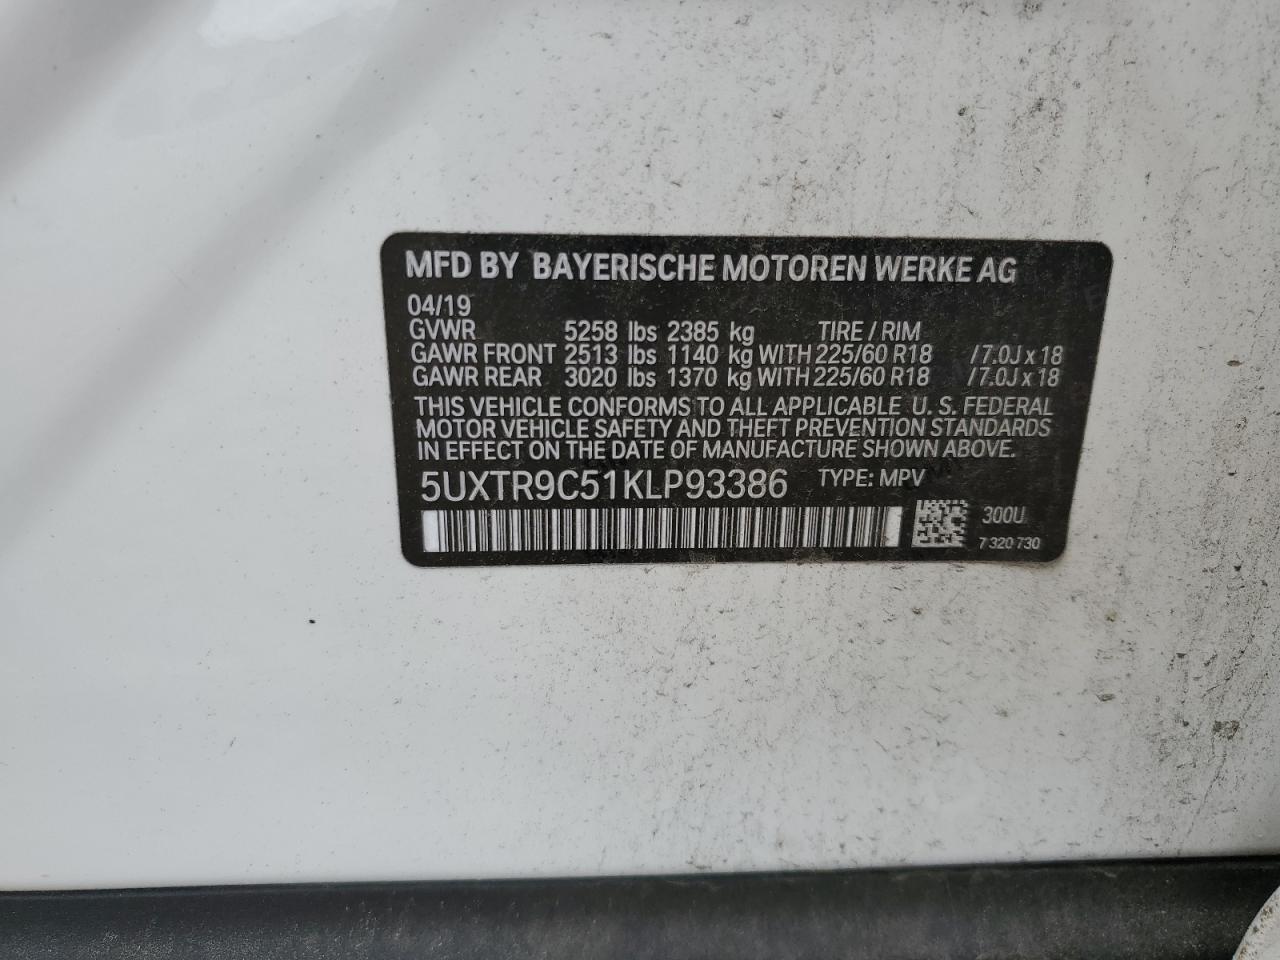 MFD BY BAYERISCHE MOTOREN WERKE AG
04/19
GVWR 5258 lbs 2385 kg TIRE / RIM
GAWR FRONT 2513 lbs 1140 kg WITH 225/60 R18 /7.0J x 18
GAWR REAR 3020 lbs 1370 kg WITH 225/60 R18 /7.0J x 18
THIS VEHICLE CONFORMS TO ALL APPLICABLE U. S. FEDERAL
MOTOR VEHICLE SAFETY AND THEFT PREVENTION STANDARDS
IN EFFECT ON THE DATE OF MANUFACTURE SHOWN ABOVE.
5UXTR9C51KLP93386 TYPE: MPV
300U
7 320 730